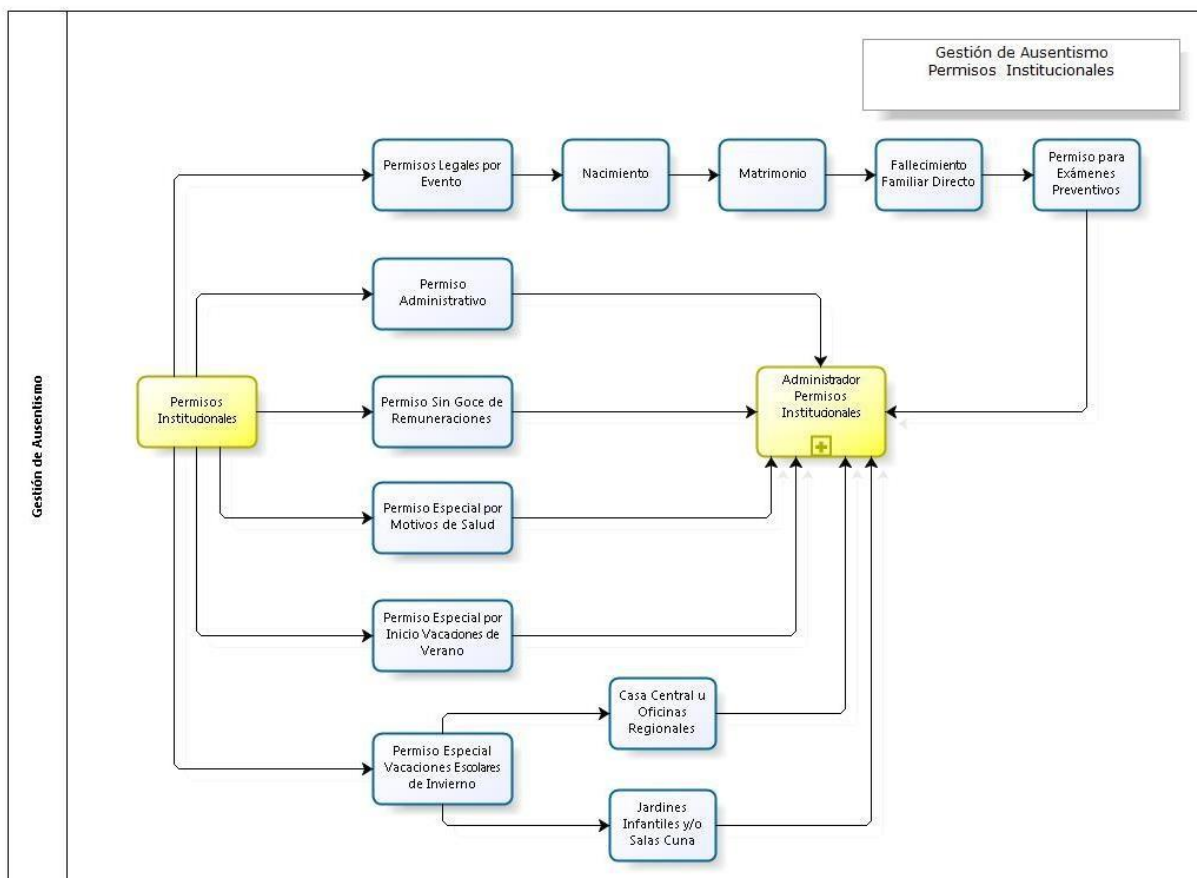 Gestión de Ausentismo
Gestión de Ausentismo
Permisos Institucionales
Permisos Legales por
Evento
Nacimiento
Matrimonio
Fallecimiento
Familiar Directo
Permiso para
Exámenes
Preventivos
Permiso
Administrativo
Permisos
Institucionales
Permiso Sin Goce de
Remuneraciones
Administrador
Permisos
Institucionales
Permiso Especial por
Motivos de Salud
Permiso Especial por
Inicio Vacaciones de
Verano
Casa Central u
Oficinas
Regionales
Permiso Especial
Vacaciones Escolares
de Invierno
Jardines
Infantiles y/o
Salas Cuna